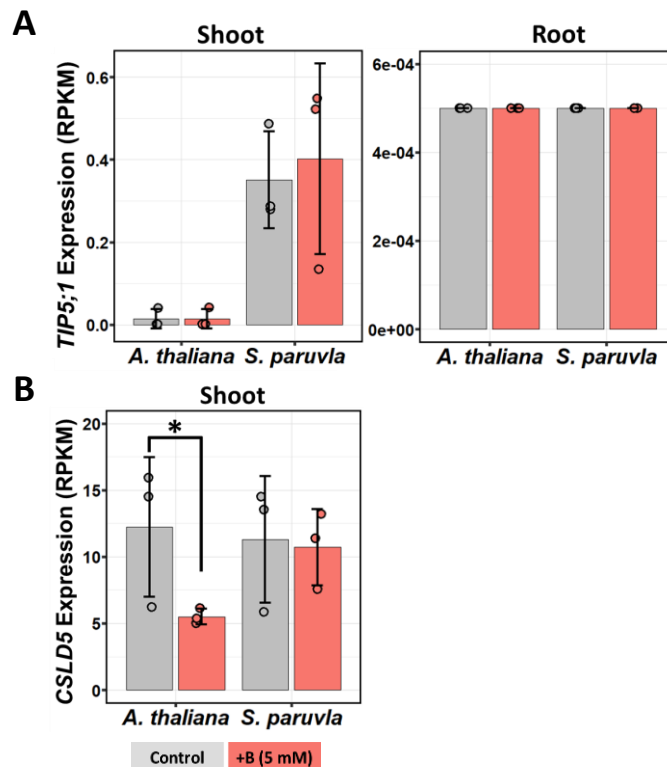 A
Shoot
Root
TIP5;1 Expression (RPKM)
0.6
0.4
0.2
0.0
A. thaliana
S. paruvla
6e-04
4e-04
2e-04
0e+00
A. thaliana
S. paruvla
B
Shoot
CSLD5 Expression (RPKM)
20
15
10
5
0
*
A. thaliana
S. paruvla
Control
+B (5 mM)